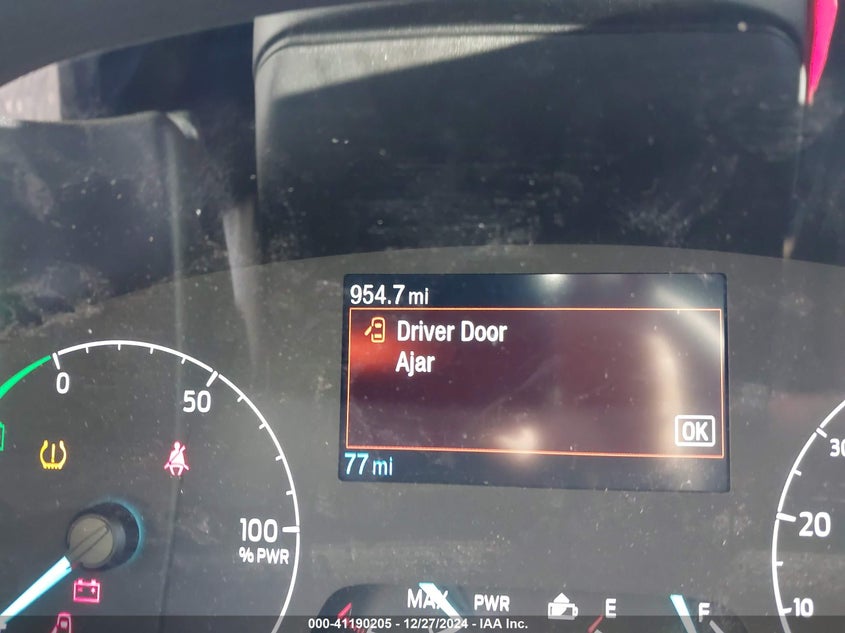 954.7 mi
Driver Door
Ajar
OK
77 mi
0
50
100
% PWR
30
20
10
MAX PWR
E
F
000-41190205 - 12/27/2024 - IAA Inc.